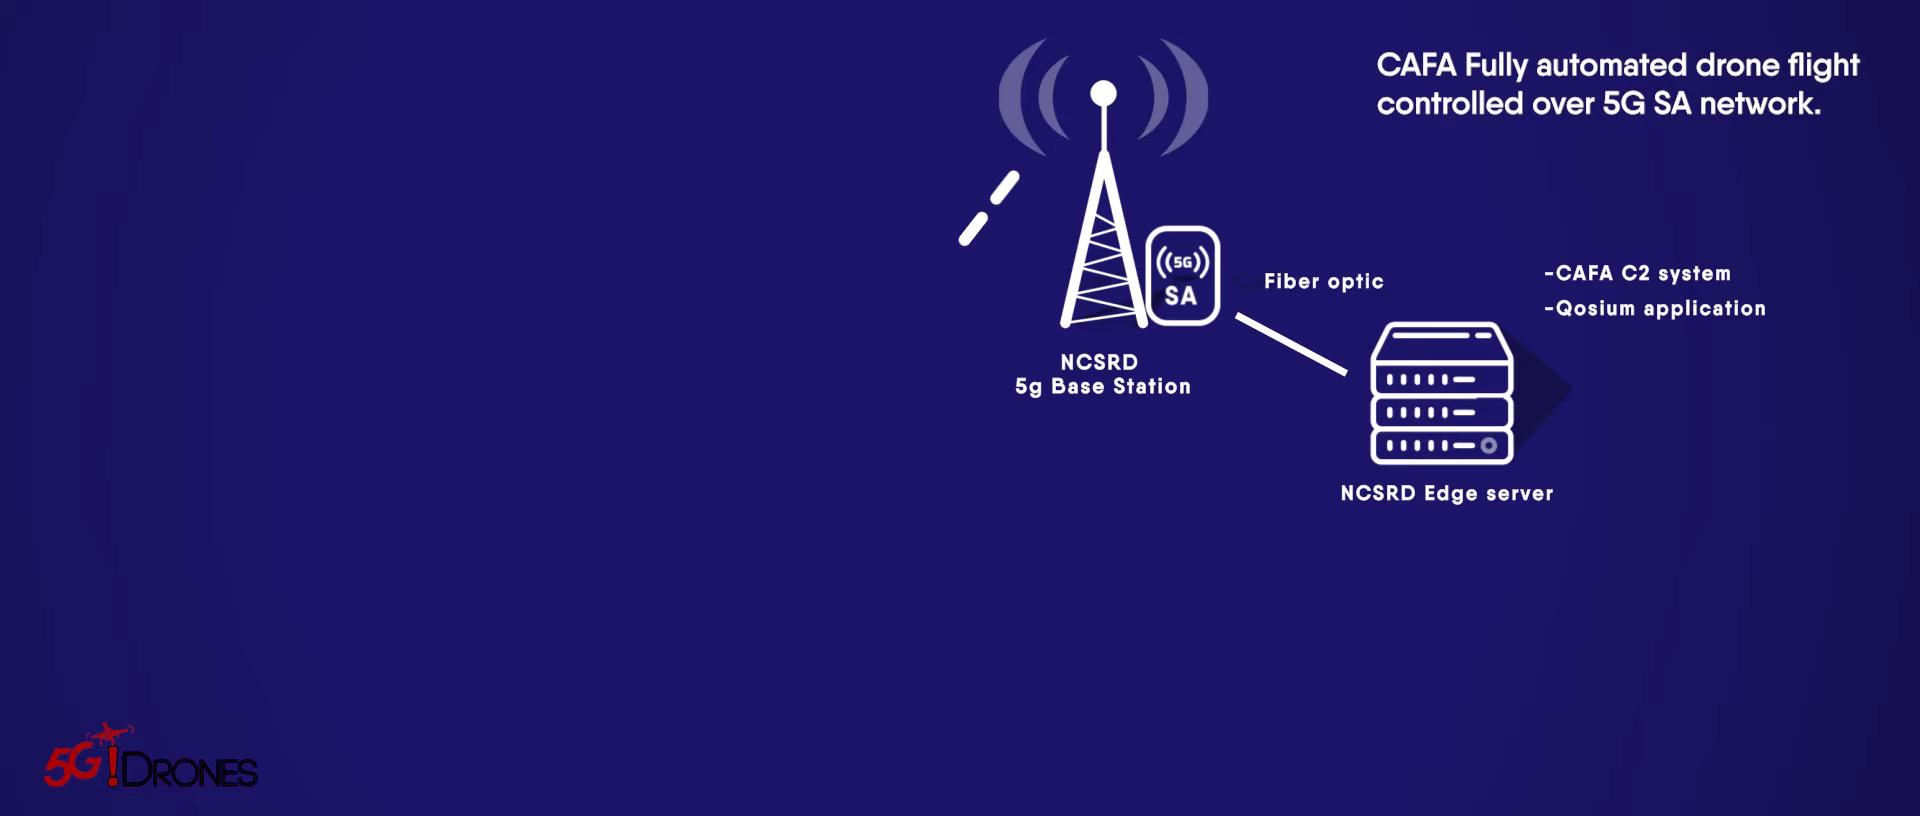 CAFA Fully automated drone flight
controlled over 5G SA network.
5G
SA
Fiber optic
-CAFA C2 system
-Qosium application
NCSRD
5g Base Station
NCSRD Edge server
5G!DRONES